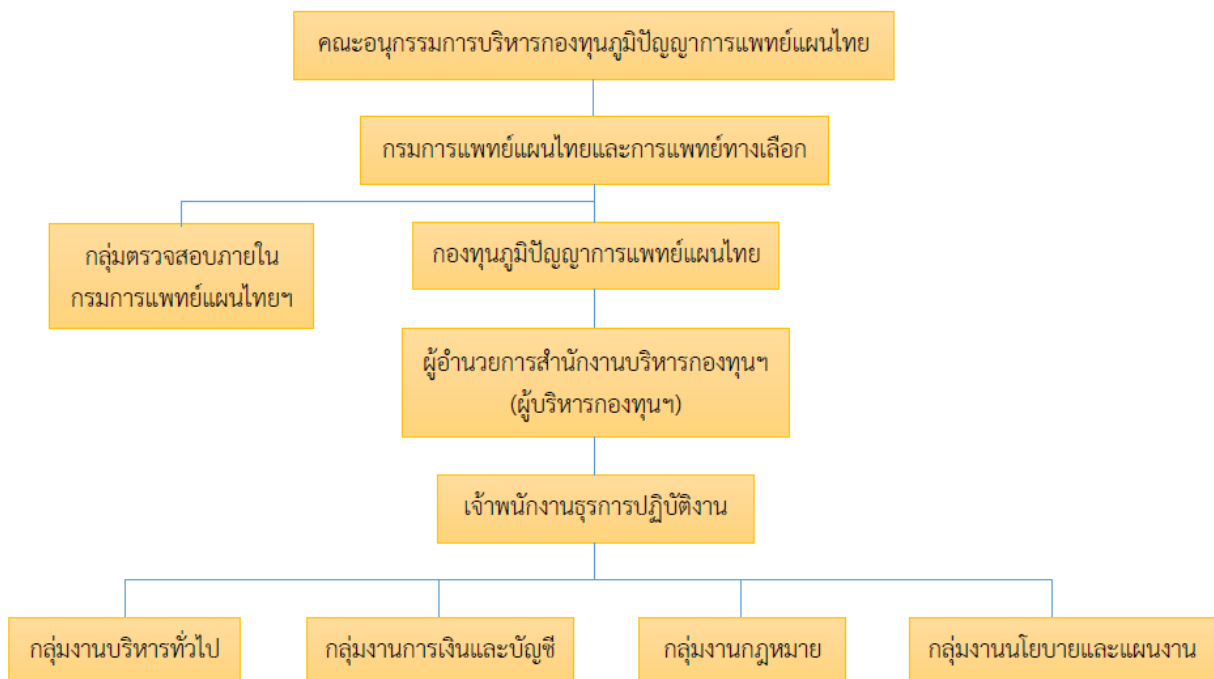 คณะอนุกรรมการบริหารกองทุนภูมิปัญญาการแพทย์แผนไทย
กรมการแพทย์แผนไทยและการแพทย์ทางเลือก
กลุ่มตรวจสอบภายใน
กรมการแพทย์แผนไทยฯ
กองทุนภูมิปัญญาการแพทย์แผนไทย
ผู้อำนวยการสำนักงานบริหารกองทุนฯ
(ผู้บริหารกองทุนฯ)
เจ้าพนักงานธุรการปฏิบัติงาน
กลุ่มงานบริหารทั่วไป
กลุ่มงานการเงินและบัญชี
กลุ่มงานกฎหมาย
กลุ่มงานนโยบายและแผนงาน